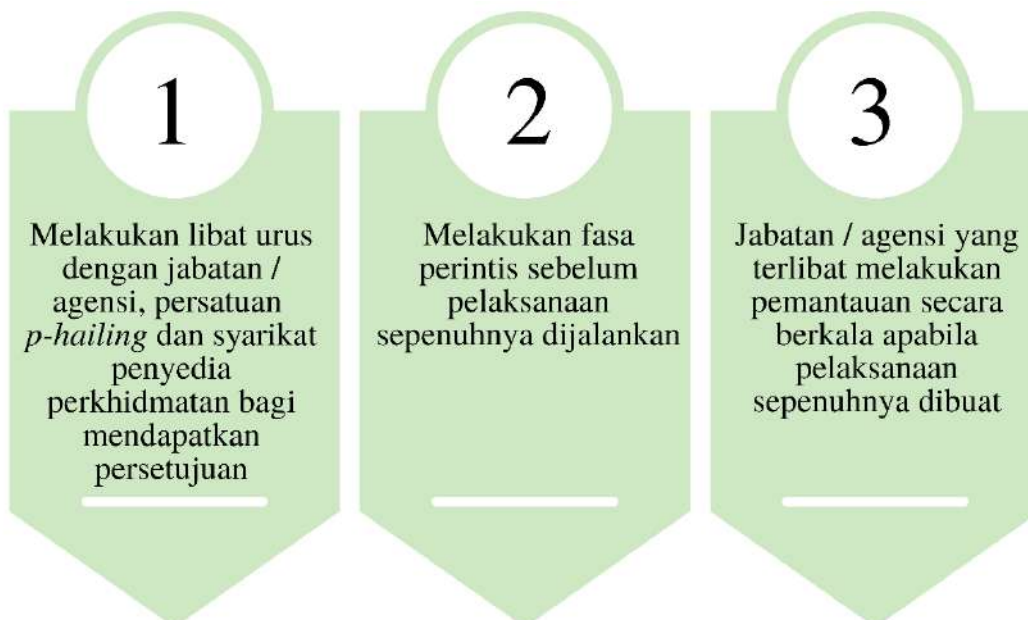 1
Melakukan libat urus
dengan jabatan /
agensi, persatuan
p-hailing dan syarikat
penyedia
perkhidmatan bagi
mendapatkan
persetujuan
2
Melakukan fasa
perintis sebelum
pelaksanaan
sepenuhnya dijalankan
3
Jabatan / agensi yang
terlibat melakukan
pemantauan secara
berkala apabila
pelaksanaan
sepenuhnya dibuat